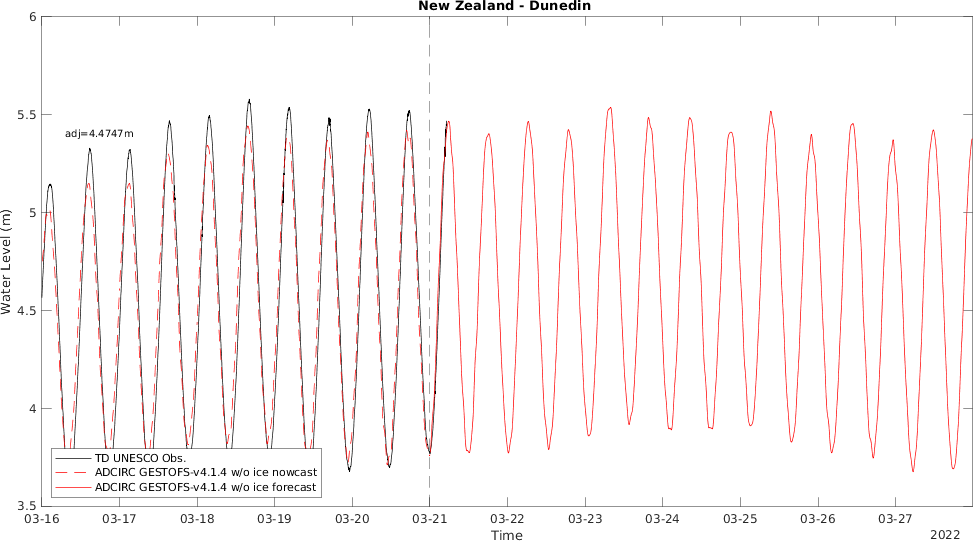 New Zealand - Dunedin
6
5.5
adj=4.4747m
5
Water Level (m)
4.5
4
TD UNESCO Obs.
ADCIRC GESTOFS-v4.1.4 w/o ice nowcast
ADCIRC GESTOFS-v4.1.4 w/o ice forecast
3.5
03-16 03-17 03-18 03-19 03-20 03-21 03-22 03-23 03-24 03-25 03-26 03-27
Time
2022